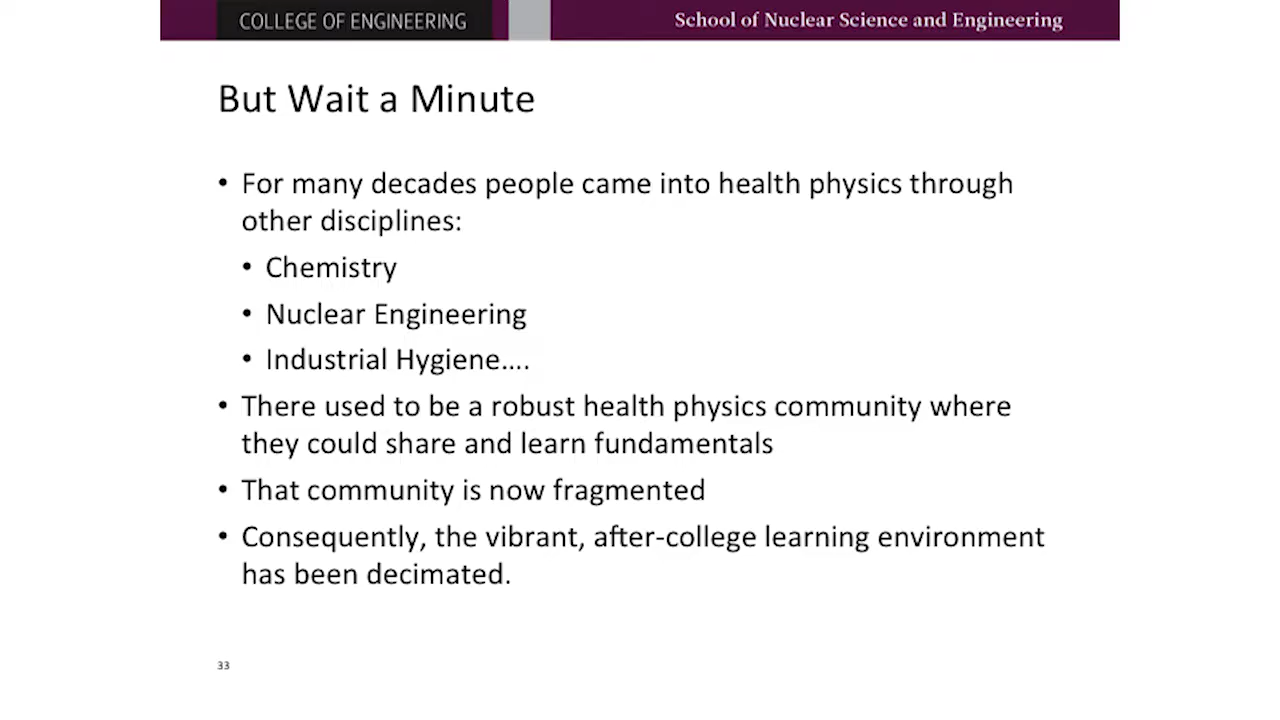 COLLEGE OF ENGINEERING
School of Nuclear Science and Engineering
But Wait a Minute
• For many decades people came into health physics through
other disciplines:
• Chemistry
• Nuclear Engineering
• Industrial Hygiene....
• There used to be a robust health physics community where
they could share and learn fundamentals
• That community is now fragmented
• Consequently, the vibrant, after-college learning environment
has been decimated.
33